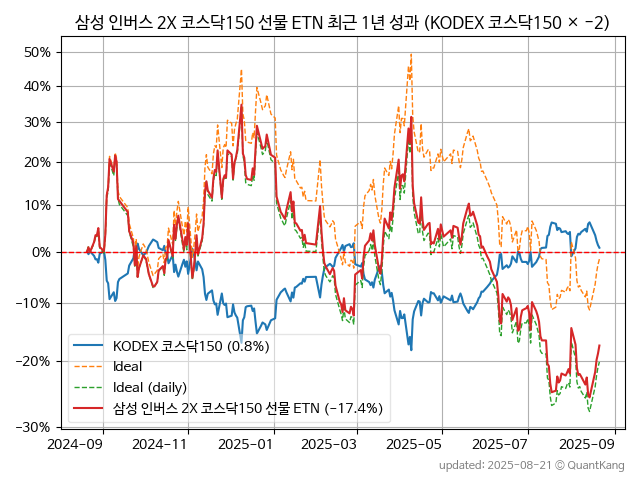 삼성 인버스 2X 코스닥150 선물 ETN 최근 1년 성과 (KODEX 코스닥150 × −2)
50%
40%
30%
20%
10%
0%
−10%
−20%
−30%
KODEX 코스닥150 (0.8%)
Ideal
Ideal (daily)
삼성 인버스 2X 코스닥150 선물 ETN (−17.4%)
2024-09 2024-11 2025-01 2025-03 2025-05 2025-07 2025-09
updated: 2025-08-21 © QuantKang